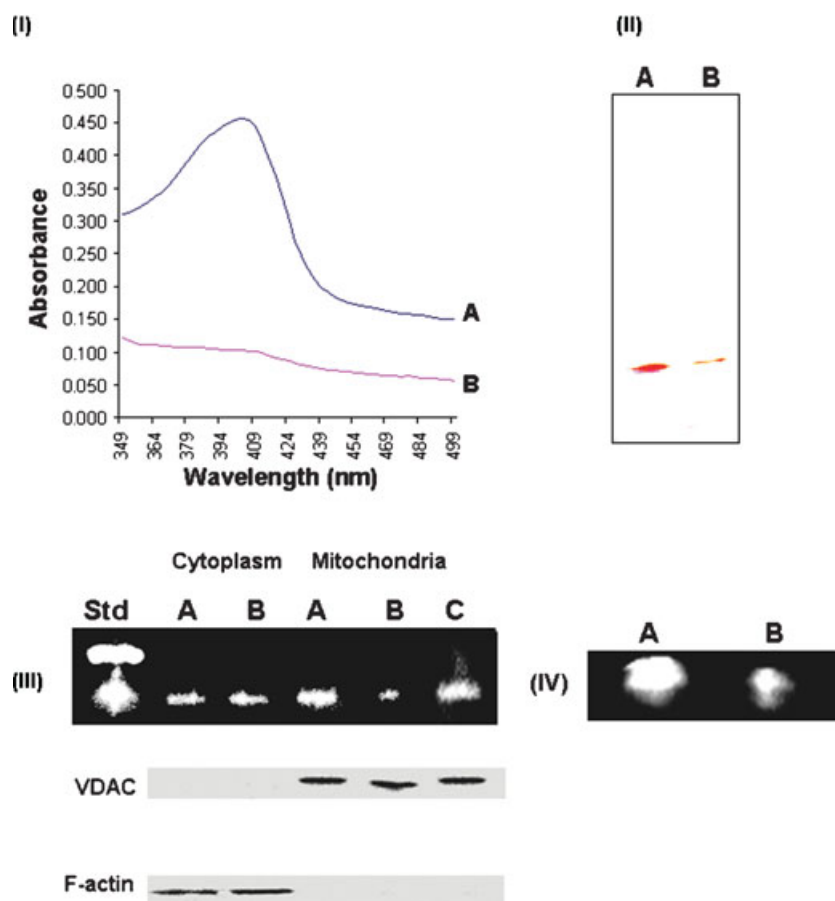 (I)
0.500
0.450
0.400
0.350
0.300
0.250
0.200
0.150
0.100
0.050
0.000
Absorbance
A
B
349 364 379 394 409 424 439 454 469 484 499
Wavelength (nm)
(II)
A B
Cytoplasm Mitochondria
Std A B A B C
(III)
VDAC
F-actin
A B
(IV)